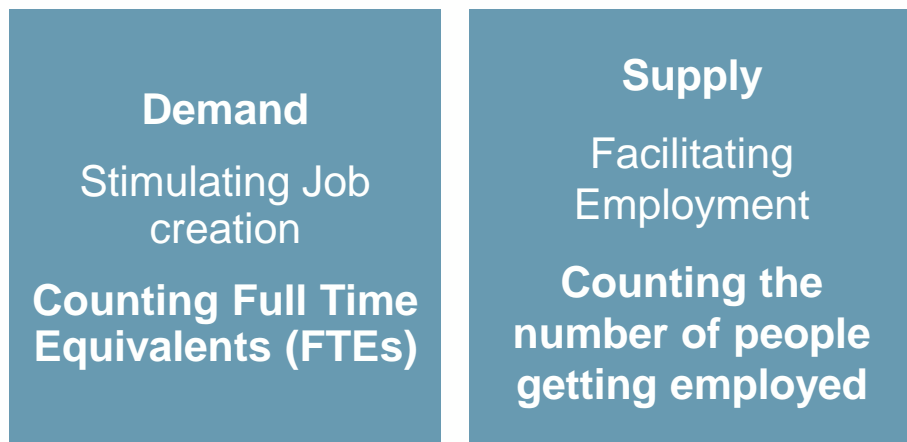 Demand
Stimulating Job
creation
Counting Full Time
Equivalents (FTEs)
Supply
Facilitating
Employment
Counting the
number of people
getting employed